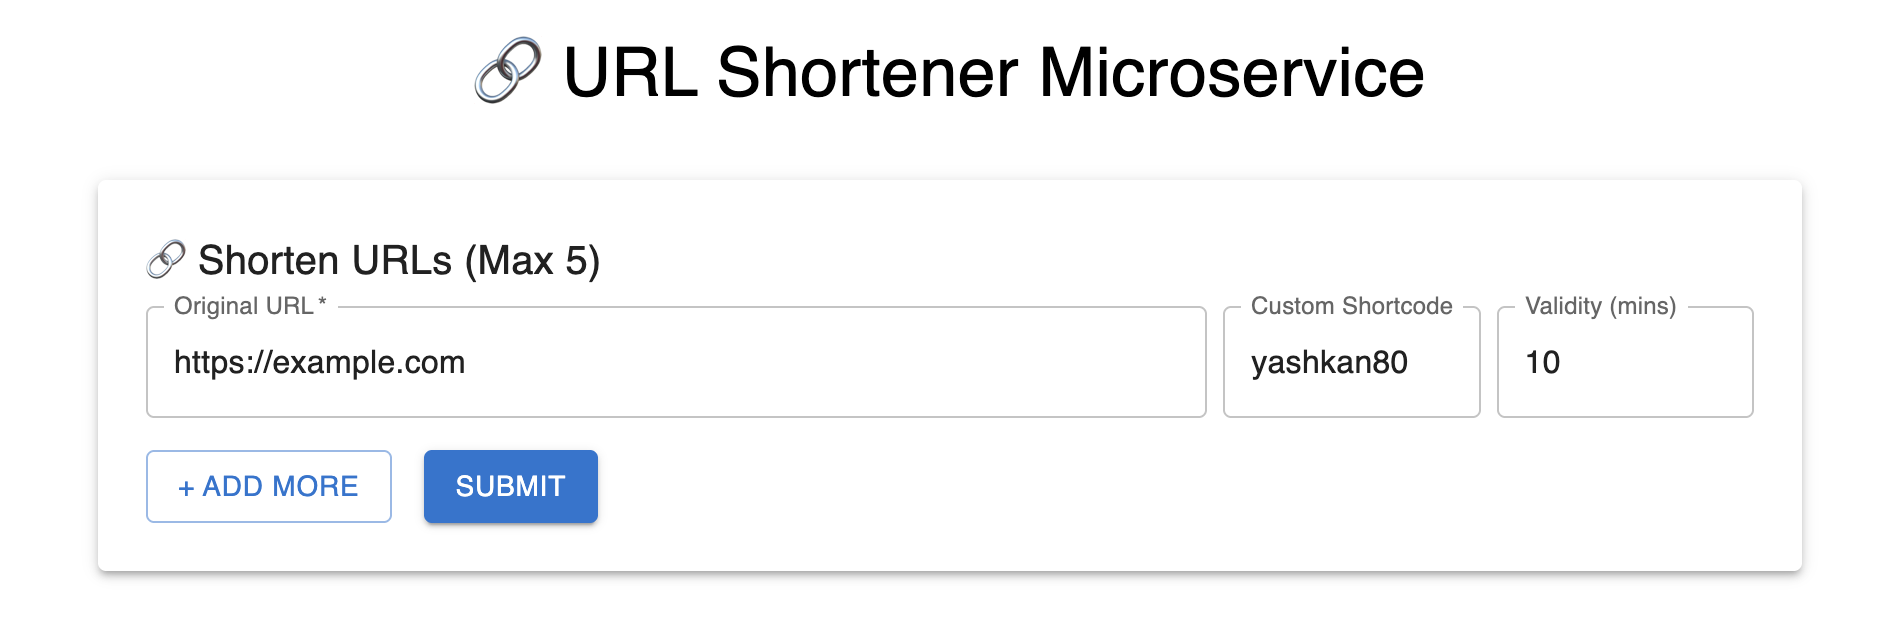 🔗 URL Shortener Microservice
🔗 Shorten URLs (Max 5)
Original URL * Custom Shortcode Validity (mins)
https://example.com yashkan80 10
+ ADD MORE SUBMIT